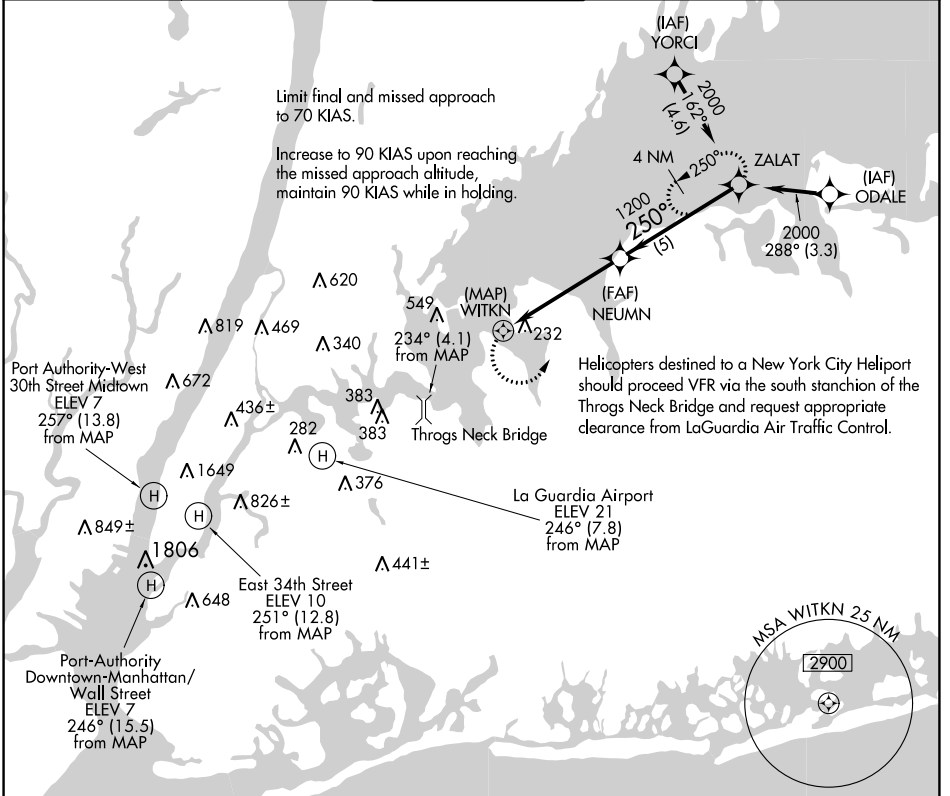 (IAF)
YORCI
2000
162°
(4.6)
Limit final and missed approach
to 70 KIAS.
Increase to 90 KIAS upon reaching
the missed approach altitude,
maintain 90 KIAS while in holding.
4 NM
250°
ZALAT
(IAF)
ODALE
2000
288° (3.3)
1200
250°
(5)
(FAF)
NEUMN
(MAP)
WITKN
232
620
549
819
469
340
234° (4.1)
from MAP
Helicopters destined to a New York City Heliport
should proceed VFR via the south stanchion of the
Throgs Neck Bridge and request appropriate
clearance from LaGuardia Air Traffic Control.
Port Authority-West
30th Street Midtown
ELEV 7
257° (13.8)
from MAP
672
436±
383
383
282
Throgs Neck Bridge
H
1649
376
826±
La Guardia Airport
ELEV 21
246° (7.8)
from MAP
H
H
849±
1806
441±
H
648
East 34th Street
ELEV 10
251° (12.8)
from MAP
Port-Authority
Downtown-Manhattan/
Wall Street
ELEV 7
246° (15.5)
from MAP
MSA WITKN 25 NM
2900